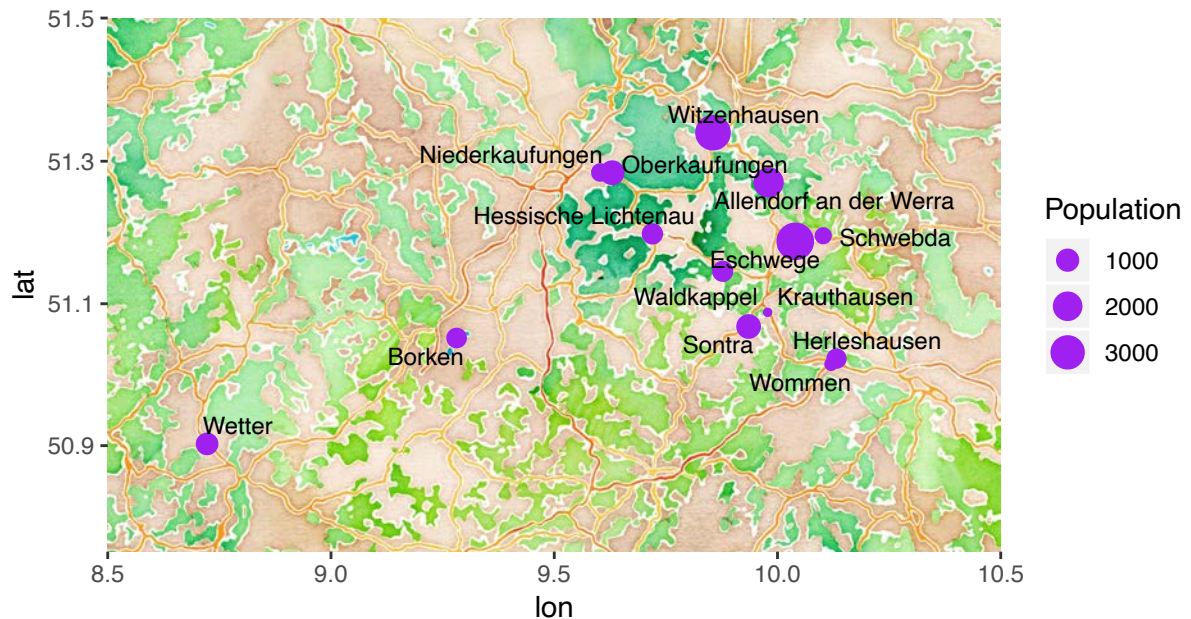 51.5
51.3
51.1
50.9
lat
Witzenhausen
Niederkaufungen
Oberkaufungen
Allendorf an der Werra
Hessische Lichtenau
Schwebda
Eschwege
Waldkappel
Krauthausen
Sontra
Herleshausen
Borken
Wommen
Wetter
8.5
9.0
9.5
10.0
10.5
lon
Population
1000
2000
3000